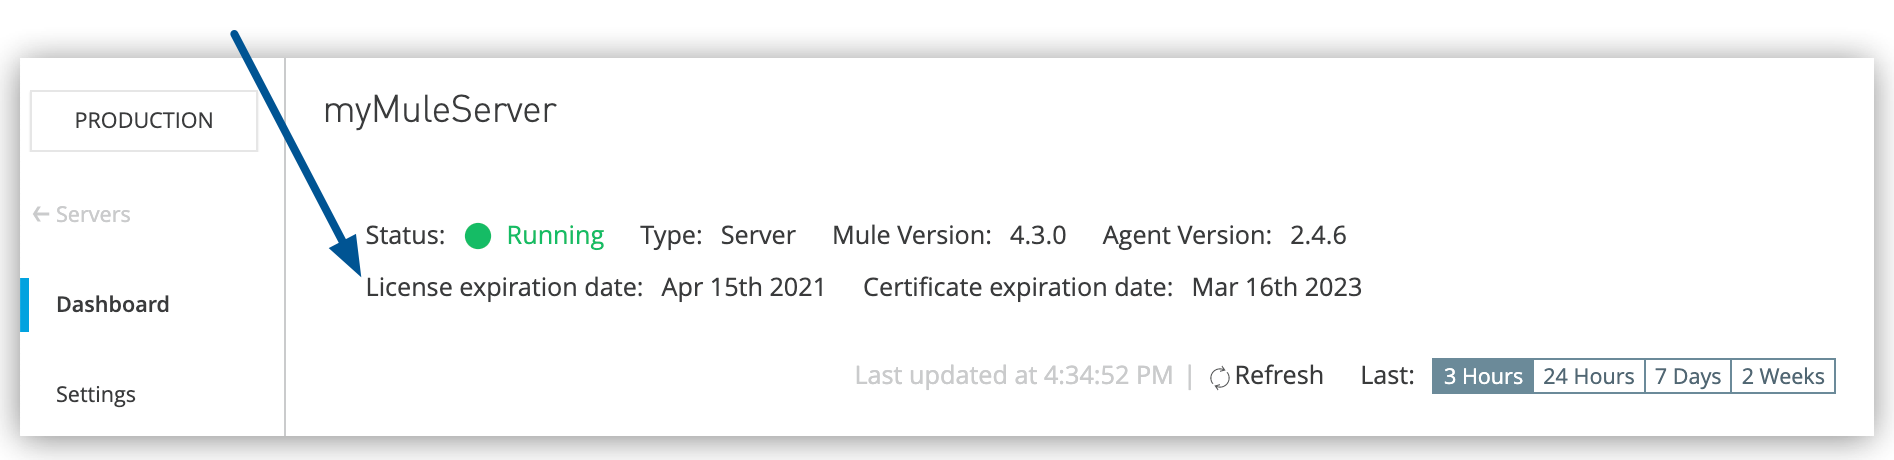 PRODUCTION
← Servers
Dashboard
Settings
myMuleServer
Status: Running Type: Server Mule Version: 4.3.0 Agent Version: 2.4.6
License expiration date: Apr 15th 2021 Certificate expiration date: Mar 16th 2023
Last updated at 4:34:52 PM | Refresh Last: 3 Hours 24 Hours 7 Days 2 Weeks